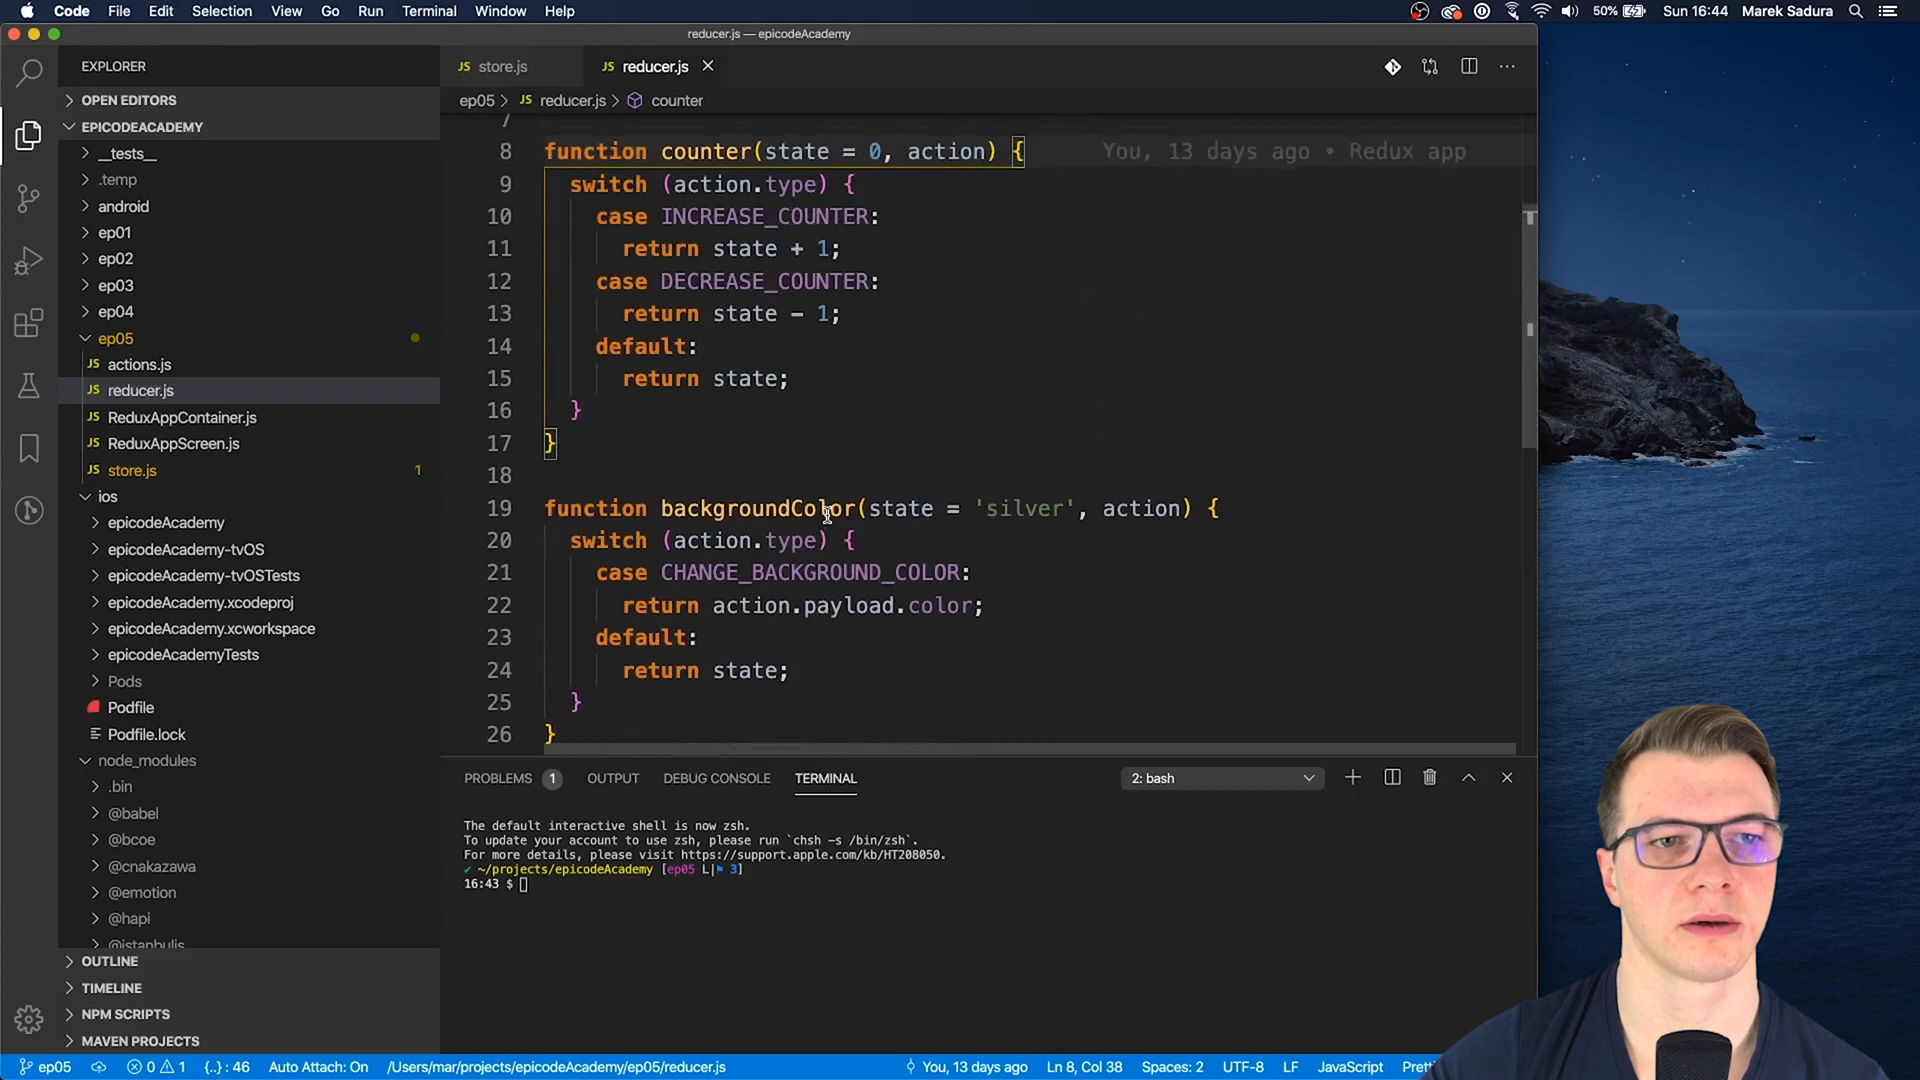 Code File Edit Selection View Go Run Terminal Window Help
50% Sun 16:44 Marek Sadura
reducer.js — epicodeAcademy
EXPLORER
OPEN EDITORS
EPICODEACADEMY
__tests__
.temp
android
ep01
ep02
ep03
ep04
ep05
JS actions.js
JS reducer.js
JS ReduxAppContainer.js
JS ReduxAppScreen.js
JS store.js 1
ios
epicodeAcademy
epicodeAcademy-tvOS
epicodeAcademy-tvOSTests
epicodeAcademy.xcodeproj
epicodeAcademy.xcworkspace
epicodeAcademyTests
Pods
Podfile
Podfile.lock
node_modules
.bin
@babel
@bcoe
@cnakazawa
@emotion
@hapi
@istanbulis
OUTLINE
TIMELINE
NPM SCRIPTS
MAVEN PROJECTS
JS store.js JS reducer.js
ep05 > JS reducer.js > counter
7
8 function counter(state = 0, action) { You, 13 days ago • Redux app
9 switch (action.type) {
10 case INCREASE_COUNTER:
11 return state + 1;
12 case DECREASE_COUNTER:
13 return state - 1;
14 default:
15 return state;
16 }
17 }
18
19 function backgroundColor(state = 'silver', action) {
20 switch (action.type) {
21 case CHANGE_BACKGROUND_COLOR:
22 return action.payload.color;
23 default:
24 return state;
25 }
26 }
PROBLEMS 1 OUTPUT DEBUG CONSOLE TERMINAL 2: bash
The default interactive shell is now zsh.
To update your account to use zsh, please run `chsh -s /bin/zsh`.
For more details, please visit https://support.apple.com/kb/HT208050.
✔ ~/projects/epicodeAcademy [ep05 L|⚑ 3]
16:43 $
ep05 0 1 {..} : 46 Auto Attach: On /Users/mar/projects/epicodeAcademy/ep05/reducer.js You, 13 days ago Ln 8, Col 38 Spaces: 2 UTF-8 LF JavaScript Prett